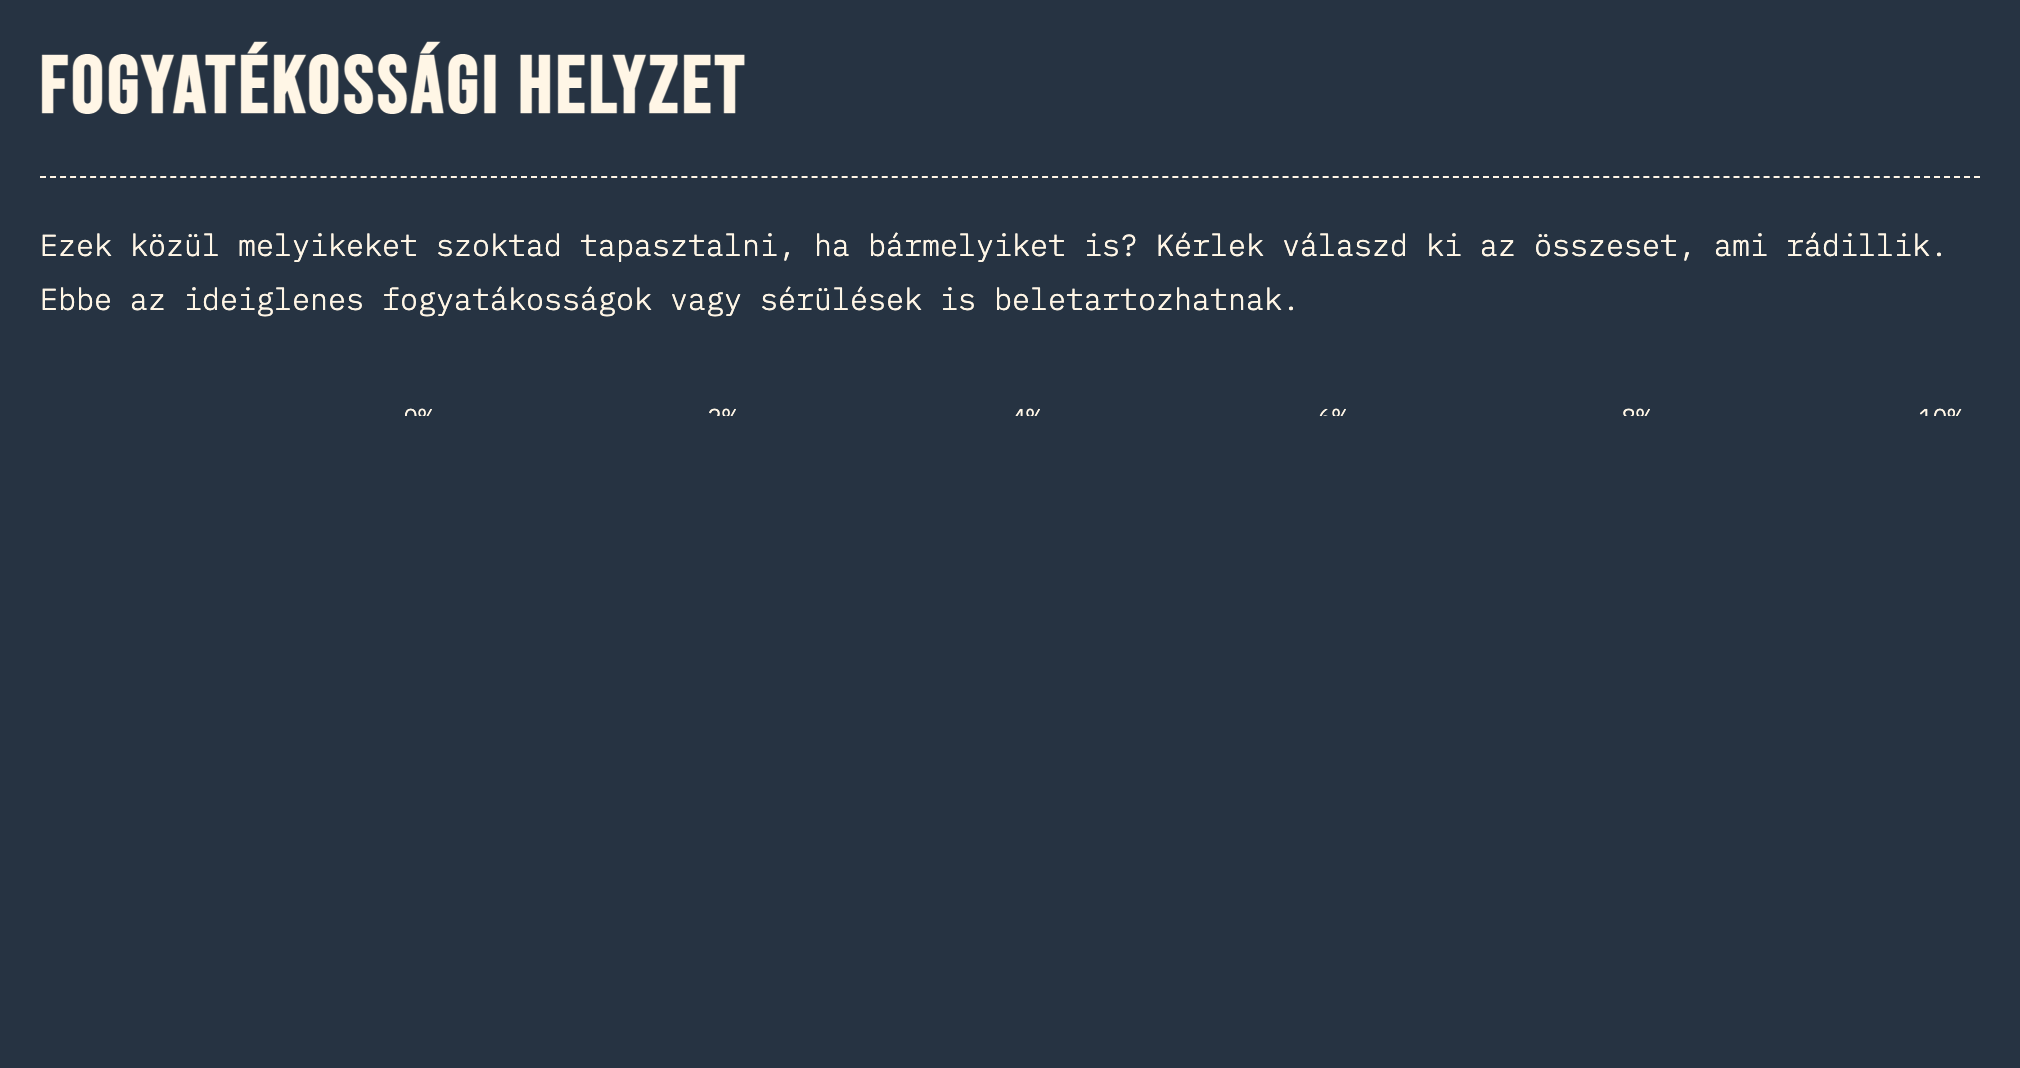 FOGYATÉKOSSÁGI HELYZET
Ezek közül melyikeket szoktad tapasztalni, ha bármelyiket is? Kérlek válaszd ki az összeset, ami rádillik.
Ebbe az ideiglenes fogyatákosságok vagy sérülések is beletartozhatnak.
0% 2% 4% 6% 8% 10%